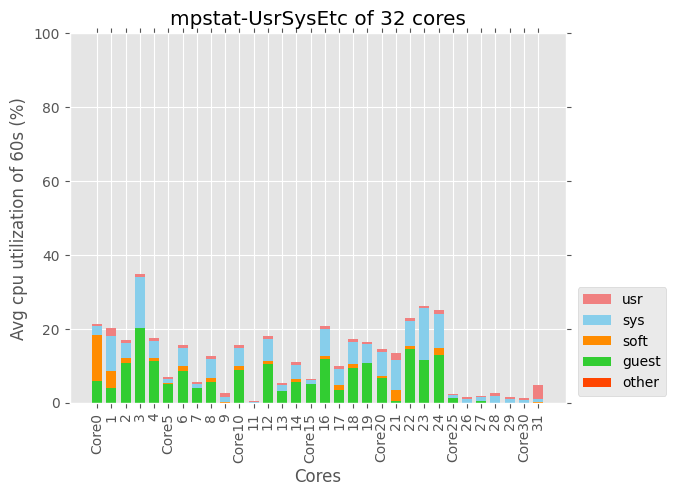 mpstat-UsrSysEtc of 32 cores
Avg cpu utilization of 60s (%)
100
80
60
40
20
0
Core0
1
2
3
4
Core5
6
7
8
9
Core10
11
12
13
14
Core15
16
17
18
19
Core20
21
22
23
24
Core25
26
27
28
29
Core30
31
Cores
usr
sys
soft
guest
other